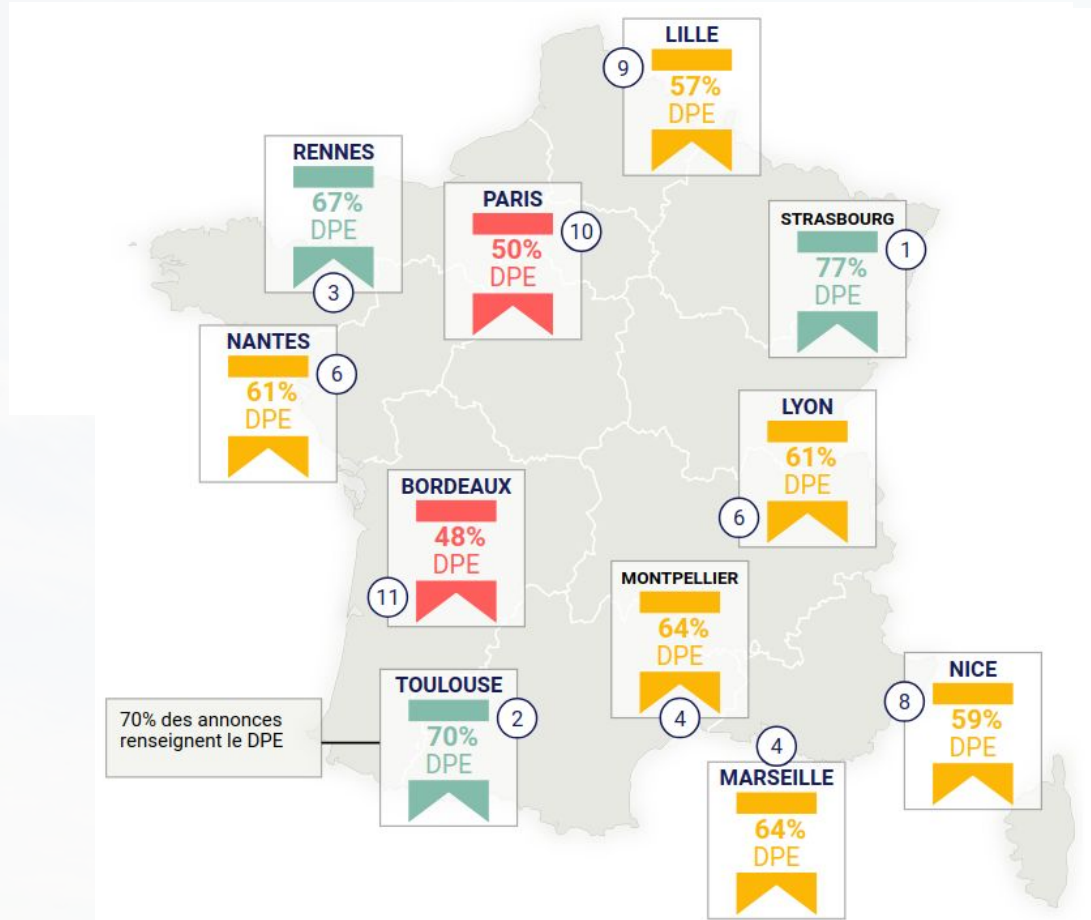 LILLE
9
57%
DPE
RENNES
67%
DPE
3
PARIS
10
50%
DPE
STRASBOURG
1
77%
DPE
NANTES
6
61%
DPE
LYON
61%
DPE
6
BORDEAUX
48%
DPE
11
MONTPELLIER
64%
DPE
4
NICE
8
59%
DPE
TOULOUSE
2
70%
DPE
70% des annonces
renseignent le DPE
4
MARSEILLE
64%
DPE